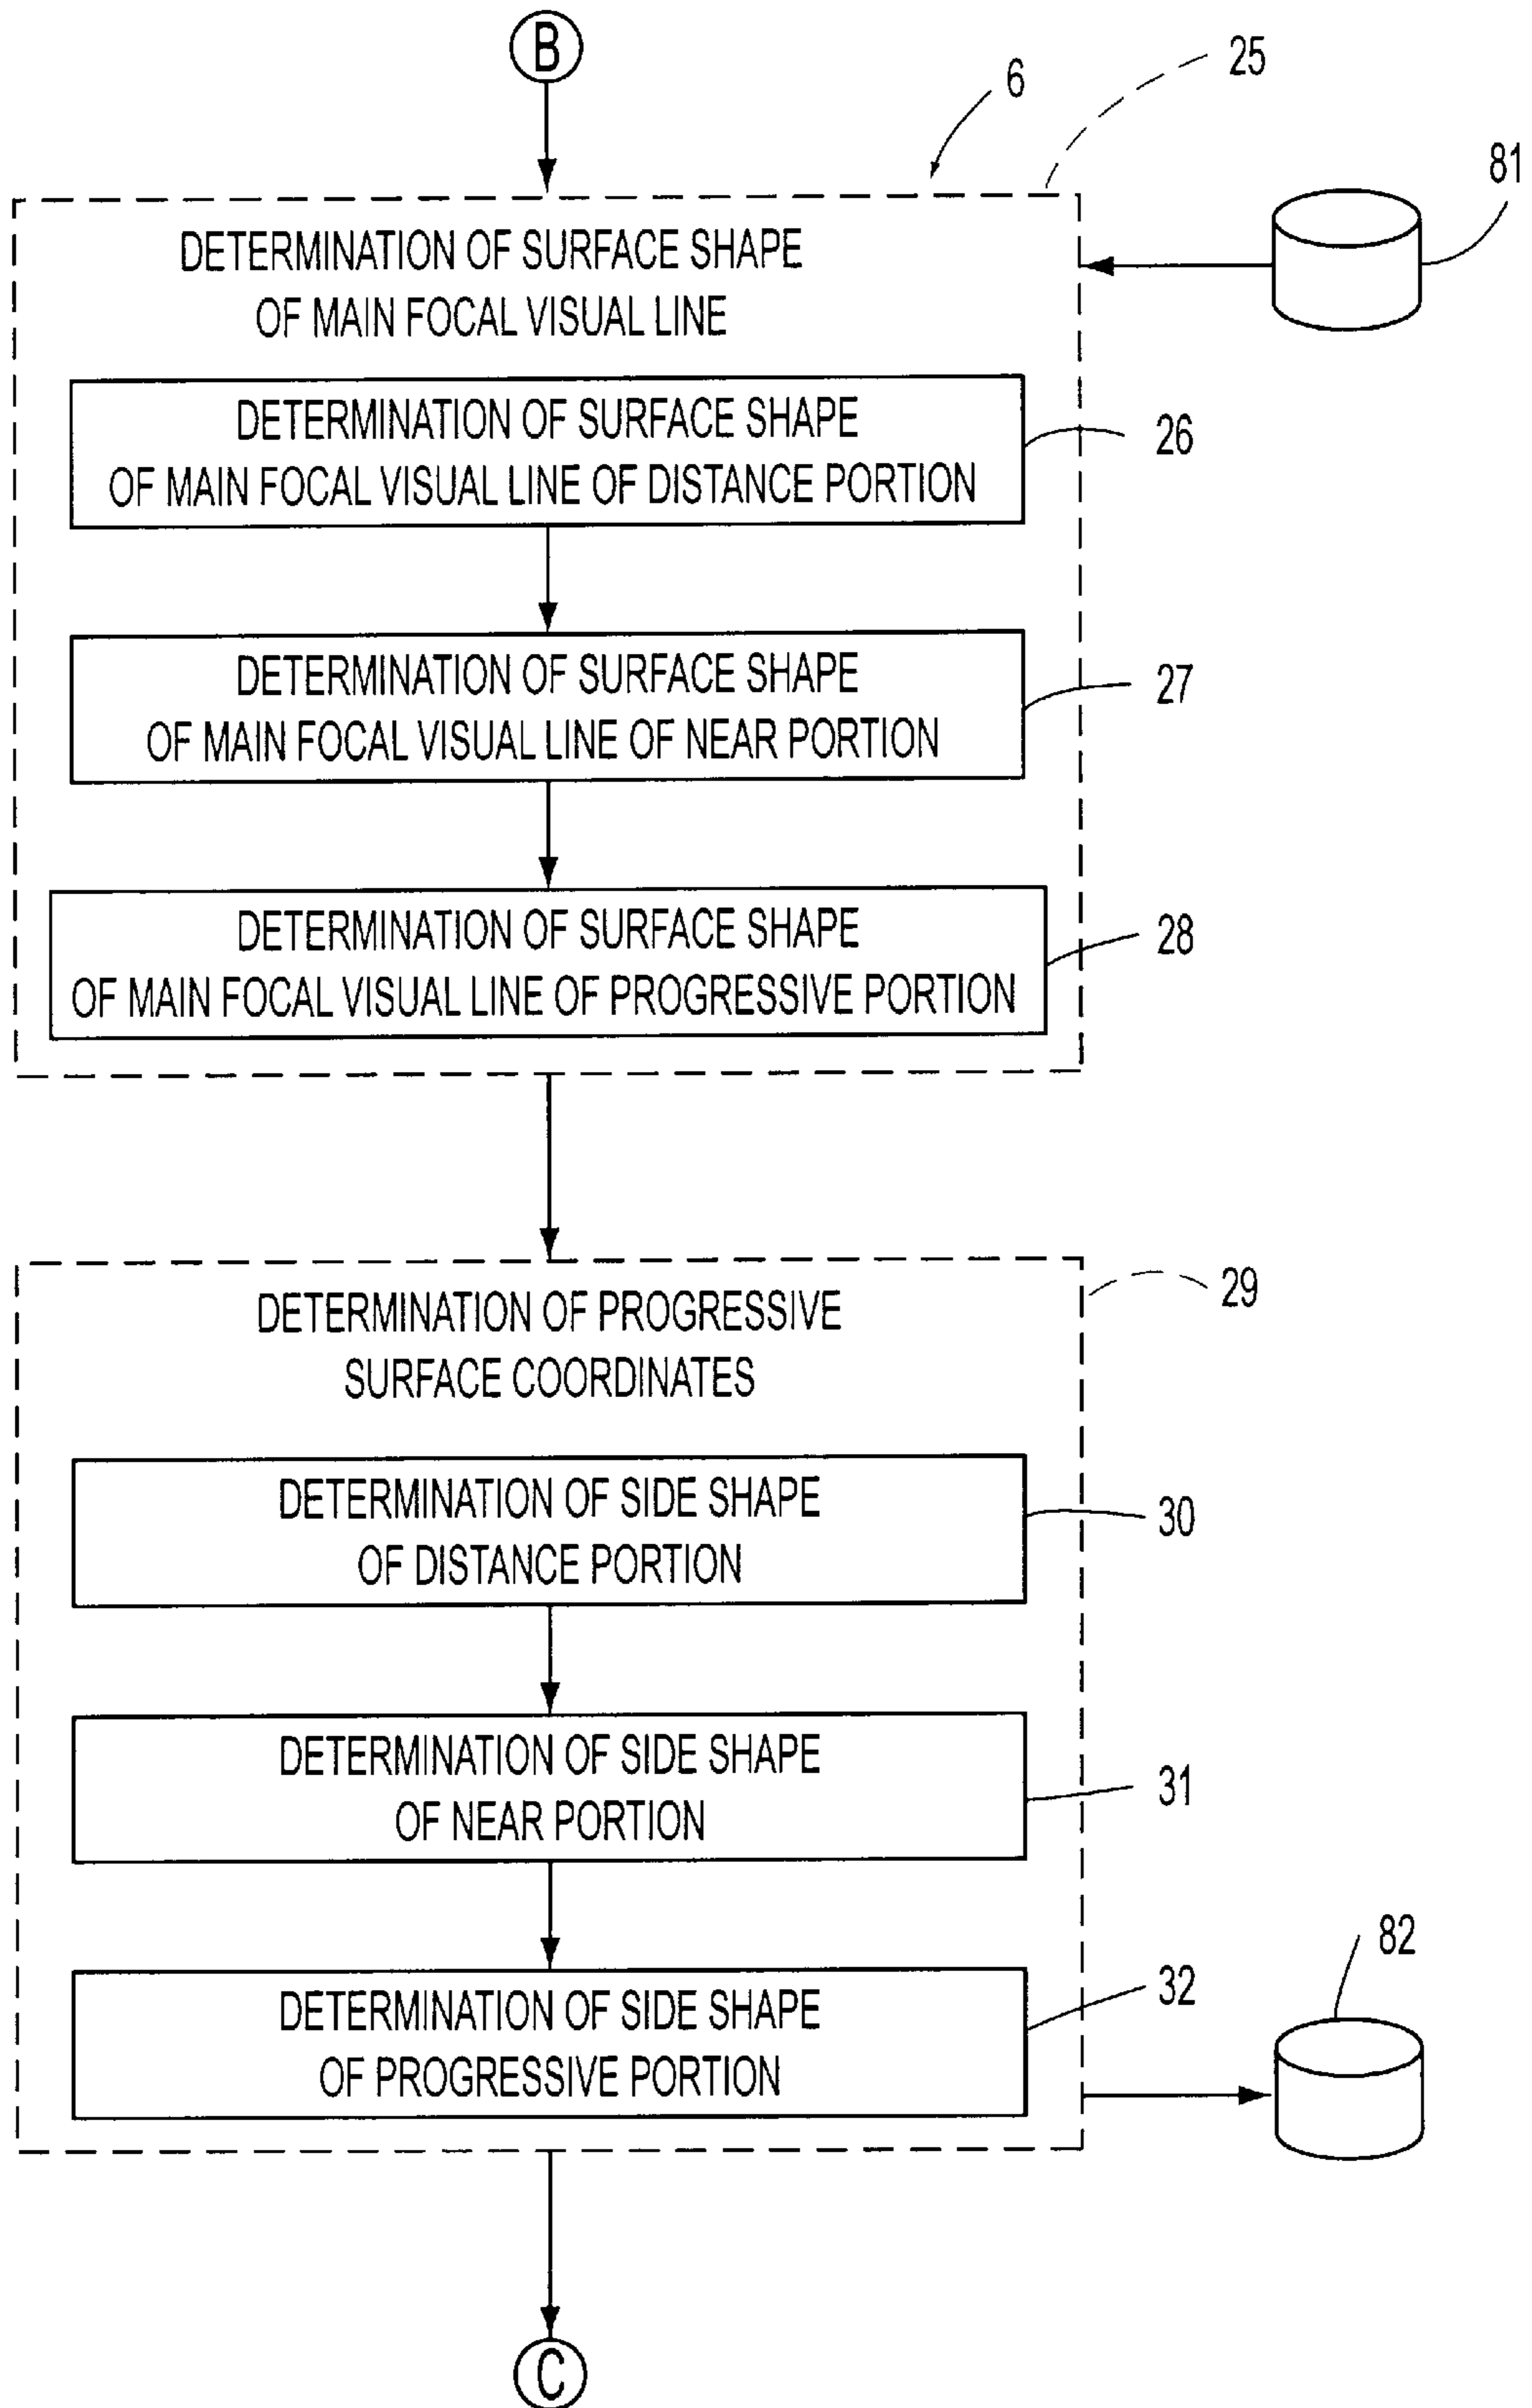 B
6
25
81
DETERMINATION OF SURFACE SHAPE
OF MAIN FOCAL VISUAL LINE
DETERMINATION OF SURFACE SHAPE
OF MAIN FOCAL VISUAL LINE OF DISTANCE PORTION
26
DETERMINATION OF SURFACE SHAPE
OF MAIN FOCAL VISUAL LINE OF NEAR PORTION
27
DETERMINATION OF SURFACE SHAPE
OF MAIN FOCAL VISUAL LINE OF PROGRESSIVE PORTION
28
29
DETERMINATION OF PROGRESSIVE
SURFACE COORDINATES
DETERMINATION OF SIDE SHAPE
OF DISTANCE PORTION
30
DETERMINATION OF SIDE SHAPE
OF NEAR PORTION
31
DETERMINATION OF SIDE SHAPE
OF PROGRESSIVE PORTION
32
82
C